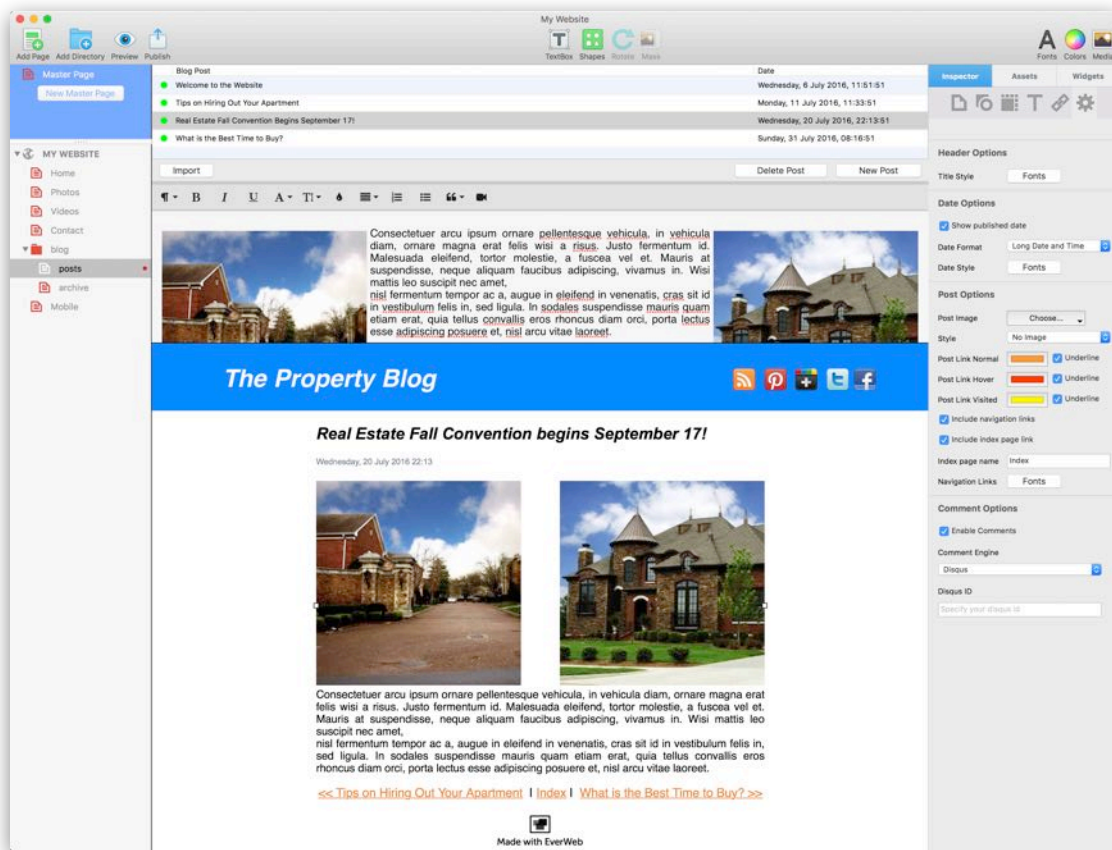 My Website
Add Page Add Directory Preview Publish
TextBox Shapes Rotate Mask
Fonts Colors Media
Master Page
New Master Page
MY WEBSITE
Home
Photos
Videos
Contact
blog
posts
archive
Mobile
Blog Post Date
Welcome to the Website Wednesday, 6 July 2016, 11:51:51
Tips on Hiring Out Your Apartment Monday, 11 July 2016, 11:33:51
Real Estate Fall Convention Begins September 17! Wednesday, 20 July 2016, 22:13:51
What is the Best Time to Buy? Sunday, 31 July 2016, 08:16:51
Import Delete Post New Post
B I U A T
Consectetuer arcu ipsum ornare pellentesque vehicula, in vehicula
diam, ornare magna erat felis wisi a risus. Justo fermentum id.
Malesuada eleifend, tortor molestie, a fuscea vel et. Mauris at
suspendisse, neque aliquam faucibus adipiscing, vivamus in. Wisi
mattis leo suscipit nec amet,
nisl fermentum tempor ac a, augue in eleifend in venenatis, cras sit id
in vestibulum felis in, sed ligula. In sodales suspendisse mauris quam
etiam erat, quia tellus convallis eros rhoncus diam orci, porta lectus
esse adipiscing posuere et, nisl arcu vitae laoreet.
The Property Blog
Real Estate Fall Convention begins September 17!
Wednesday, 20 July 2016 22:13
Consectetuer arcu ipsum ornare pellentesque vehicula, in vehicula diam, ornare magna erat
felis wisi a risus. Justo fermentum id. Malesuada eleifend, tortor molestie, a fuscea vel et.
Mauris at suspendisse, neque aliquam faucibus adipiscing, vivamus in. Wisi mattis leo
suscipit nec amet,
nisl fermentum tempor ac a, augue in eleifend in venenatis, cras sit id in vestibulum felis in,
sed ligula. In sodales suspendisse mauris quam etiam erat, quia tellus convallis eros
rhoncus diam orci, porta lectus esse adipiscing posuere et, nisl arcu vitae laoreet.
<< Tips on Hiring Out Your Apartment | Index | What is the Best Time to Buy? >>
Made with EverWeb
Inspector Assets Widgets
Header Options
Title Style Fonts
Date Options
Show published date
Date Format Long Date and Time
Date Style Fonts
Post Options
Post Image Choose...
Style No Image
Post Link Normal Underline
Post Link Hover Underline
Post Link Visited Underline
Include navigation links
Include index page link
Index page name Index
Navigation Links Fonts
Comment Options
Enable Comments
Comment Engine
Disqus
Disqus ID
Specify your disqus id